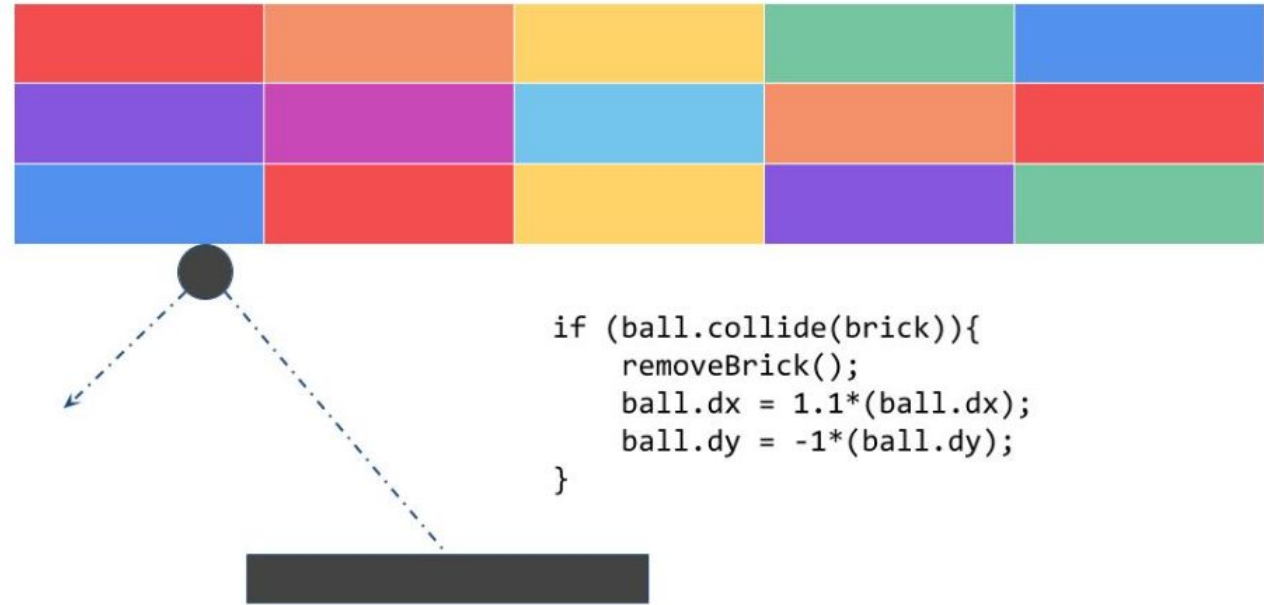 if (ball.collide(brick)){
    removeBrick();
    ball.dx = 1.1*(ball.dx);
    ball.dy = -1*(ball.dy);
}